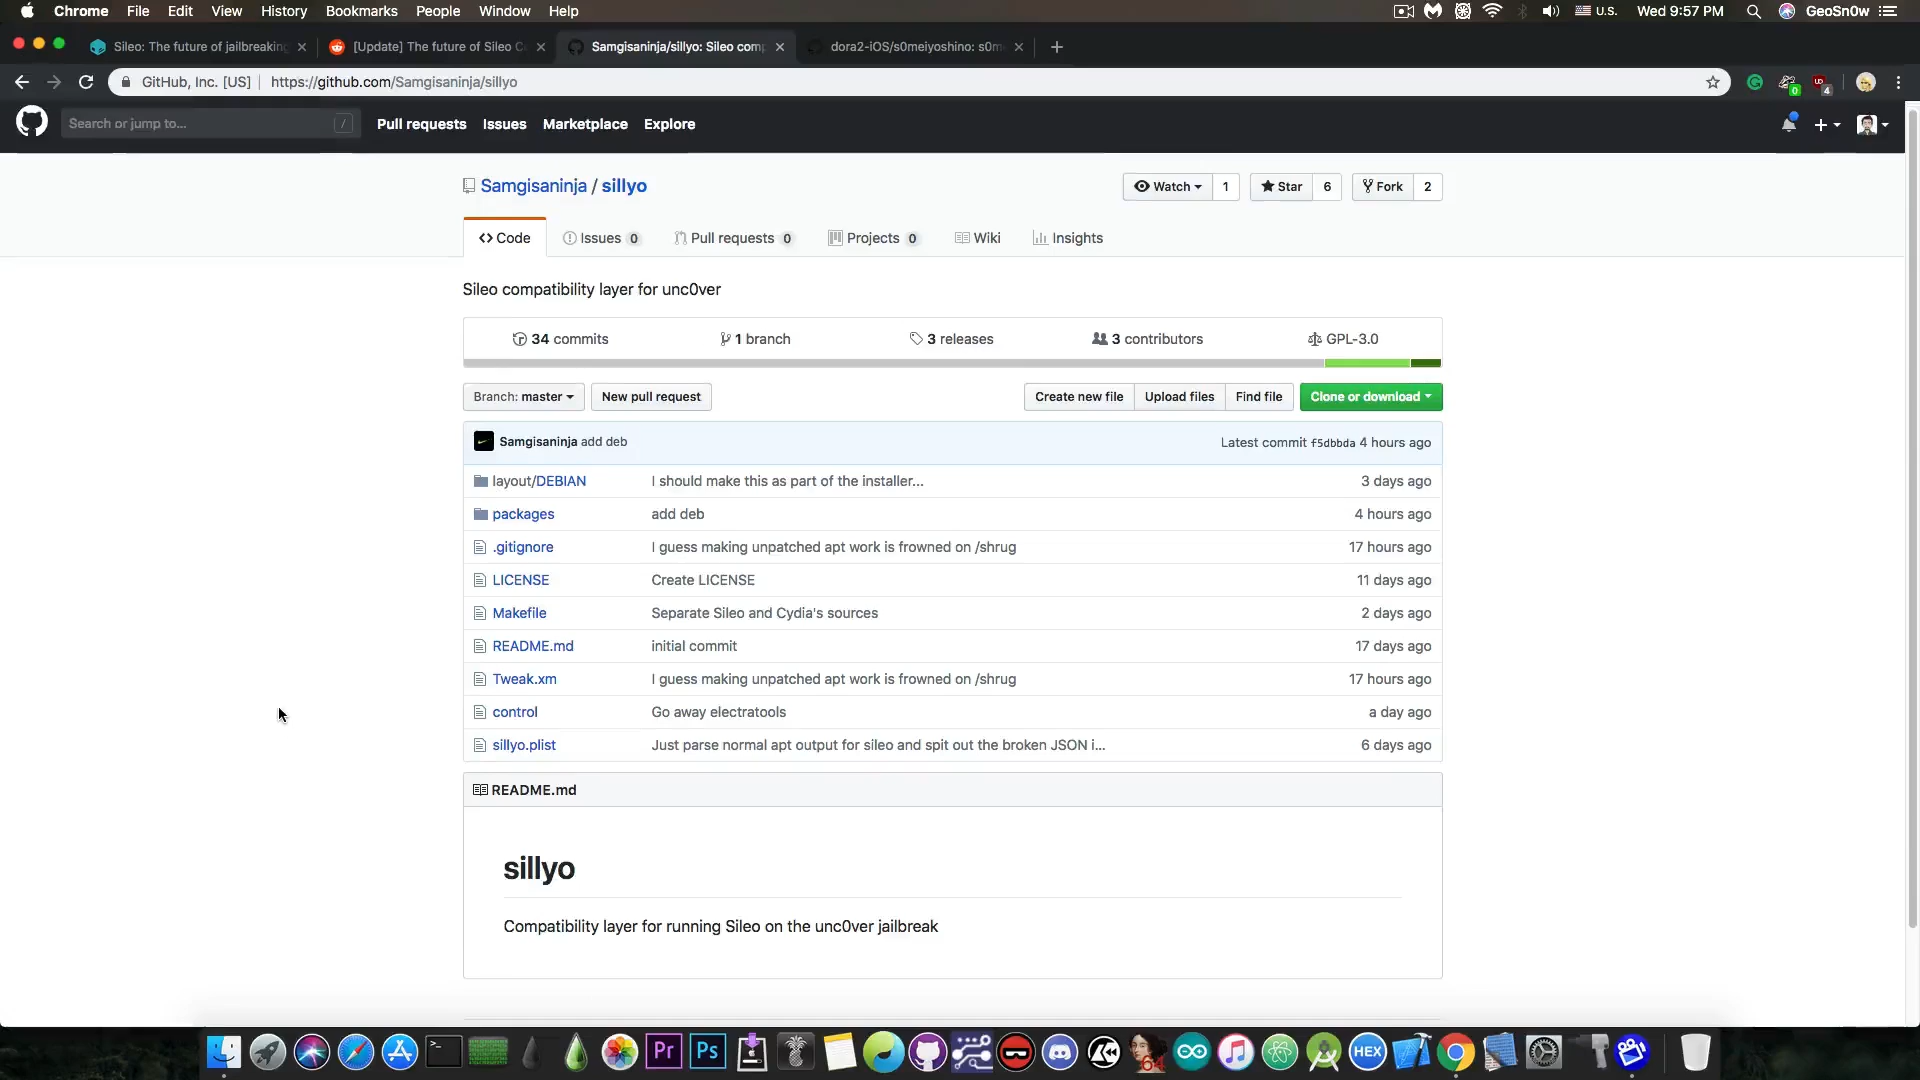 Chrome File Edit View History Bookmarks People Window Help U.S. Wed 9:57 PM GeoSn0w
Sileo: The future of jailbreaking [Update] The future of Sileo C Samgisaninja/sillyo: Sileo comp dora2-iOS/s0meiyoshino: s0m
GitHub, Inc. [US] https://github.com/Samgisaninja/sillyo 0 UD 4
Search or jump to... / Pull requests Issues Marketplace Explore
Samgisaninja / sillyo Watch 1 Star 6 Fork 2
Code Issues 0 Pull requests 0 Projects 0 Wiki Insights
Sileo compatibility layer for unc0ver
34 commits 1 branch 3 releases 3 contributors GPL-3.0
Branch: master New pull request Create new file Upload files Find file Clone or download
Samgisaninja add deb Latest commit f5dbbda 4 hours ago
layout/DEBIAN I should make this as part of the installer... 3 days ago
packages add deb 4 hours ago
.gitignore I guess making unpatched apt work is frowned on /shrug 17 hours ago
LICENSE Create LICENSE 11 days ago
Makefile Separate Sileo and Cydia's sources 2 days ago
README.md initial commit 17 days ago
Tweak.xm I guess making unpatched apt work is frowned on /shrug 17 hours ago
control Go away electratools a day ago
sillyo.plist Just parse normal apt output for sileo and spit out the broken JSON i... 6 days ago
README.md
sillyo
Compatibility layer for running Sileo on the unc0ver jailbreak
Pr Ps 64 HEX